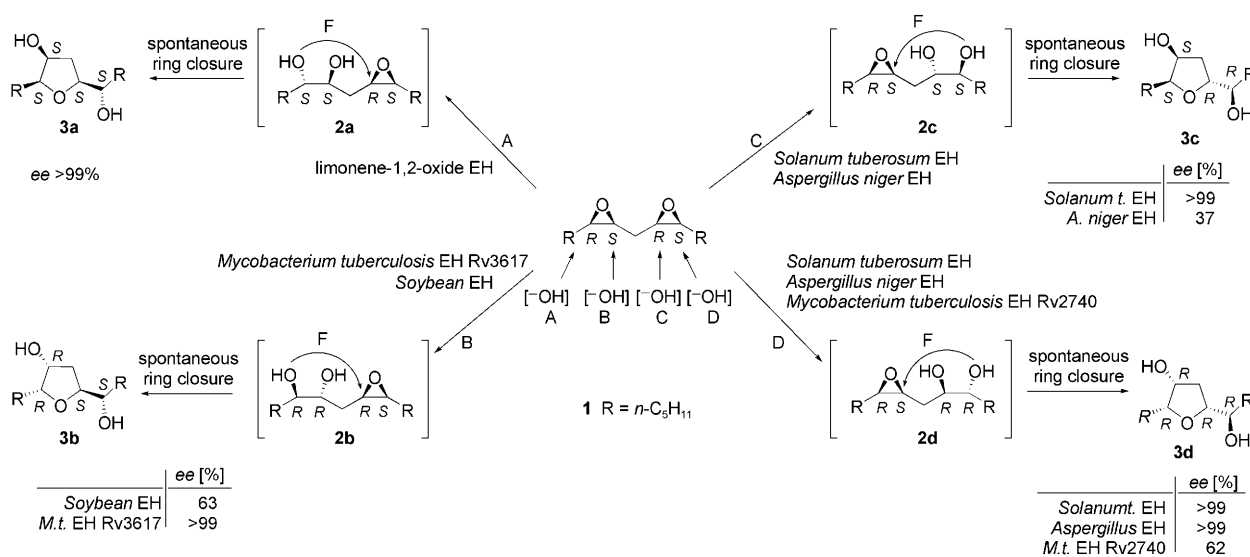 F
HO
S
R
S
O
S
S
R
OH
3a
ee >99%
spontaneous
ring closure
HO OH O
R S S R S R
2a
A
limonene-1,2-oxide EH
F
O HO OH
R R S S S R
2c
spontaneous
ring closure
HO
S
R
S
O
R
R
R
OH
3c
C
Solanum tuberosum EH
Aspergillus niger EH
ee [%]
Solanum t. EH >99
A. niger EH 37
O O
R R S R S R
[⁻OH] [⁻OH] [⁻OH] [⁻OH]
A B C D
1 R = n-C5H11
Mycobacterium tuberculosis EH Rv3617
Soybean EH
B
F
HO OH O
R R R R S R
2b
spontaneous
ring closure
HO
R
R
R
O
S
S
R
OH
3b
ee [%]
Soybean EH 63
M.t. EH Rv3617 >99
Solanum tuberosum EH
Aspergillus niger EH
Mycobacterium tuberculosis EH Rv2740
D
F
O HO OH
R R S R R R
2d
spontaneous
ring closure
HO
R
R
R
O
R
R
R
OH
3d
ee [%]
Solanumt. EH >99
Aspergillus EH >99
M.t. EH Rv2740 62